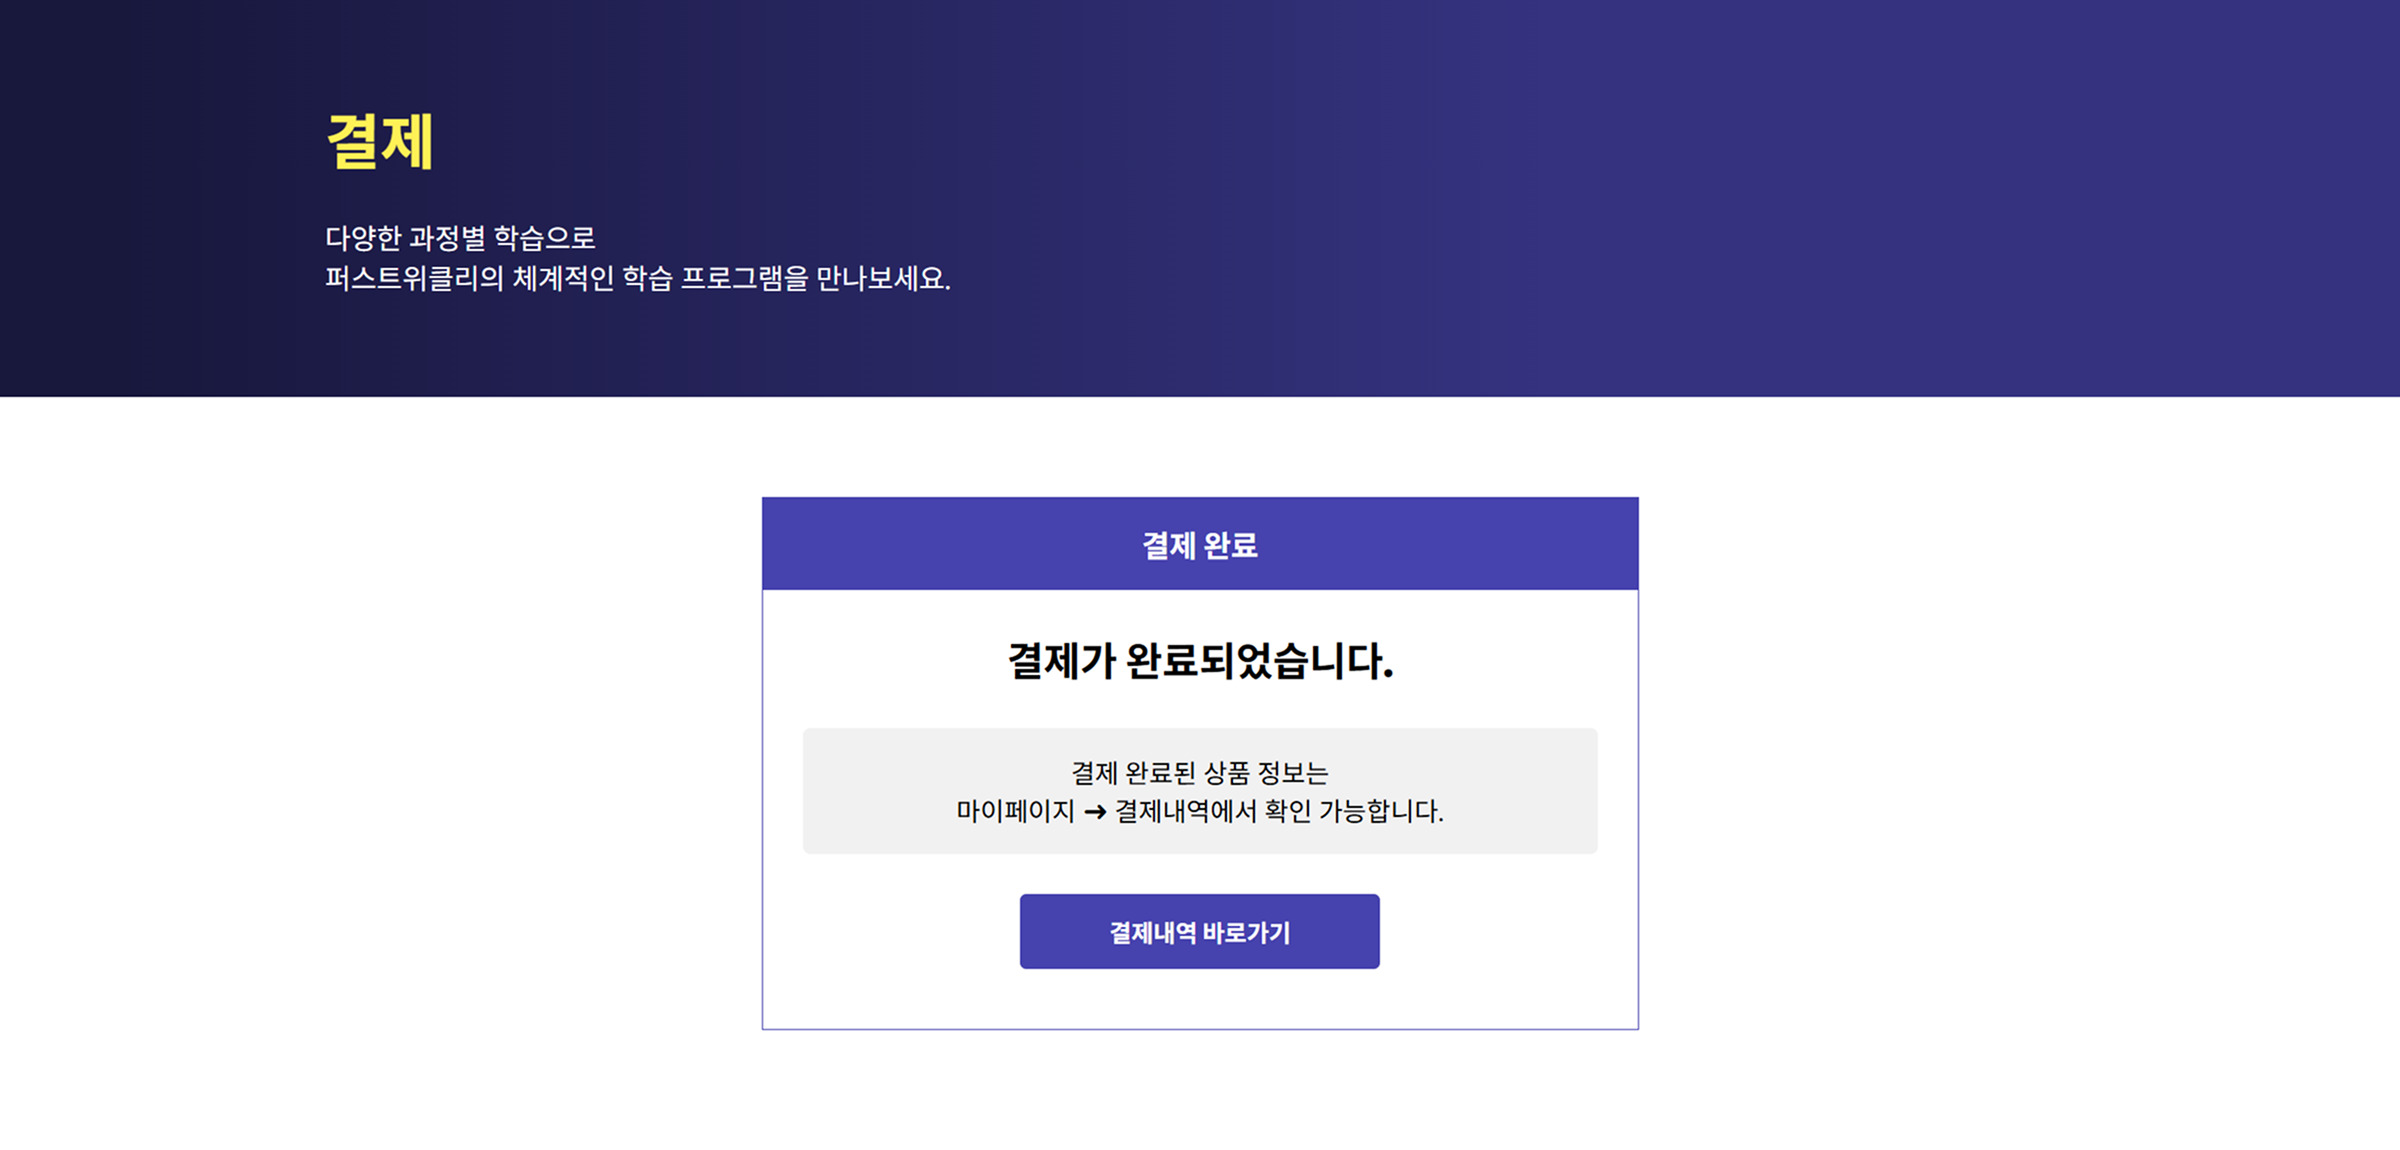 결제
다양한 과정별 학습으로
퍼스트위클리의 체계적인 학습 프로그램을 만나보세요.
결제 완료
결제가 완료되었습니다.
결제 완료된 상품 정보는
마이페이지 ➔ 결제내역에서 확인 가능합니다.
결제내역 바로가기